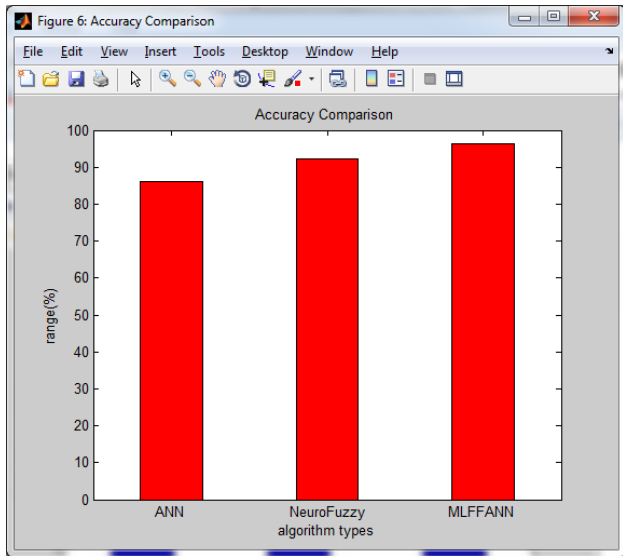 Figure 6: Accuracy Comparison
File Edit View Insert Tools Desktop Window Help
Accuracy Comparison
100
90
80
70
60
50
40
30
20
10
0
range(%)
ANN NeuroFuzzy MLFFANN
algorithm types